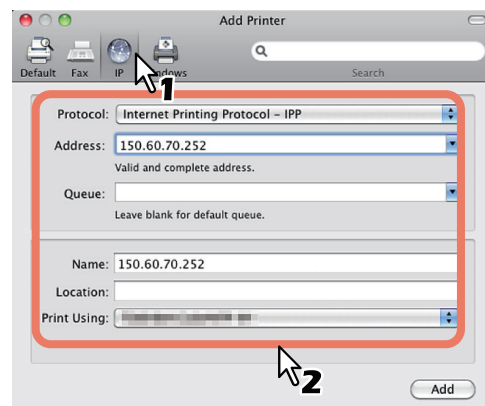 Add Printer
Default Fax IP Windows Search
1
Protocol: Internet Printing Protocol – IPP
Address: 150.60.70.252
Valid and complete address.
Queue:
Leave blank for default queue.
Name: 150.60.70.252
Location:
Print Using:
2
Add